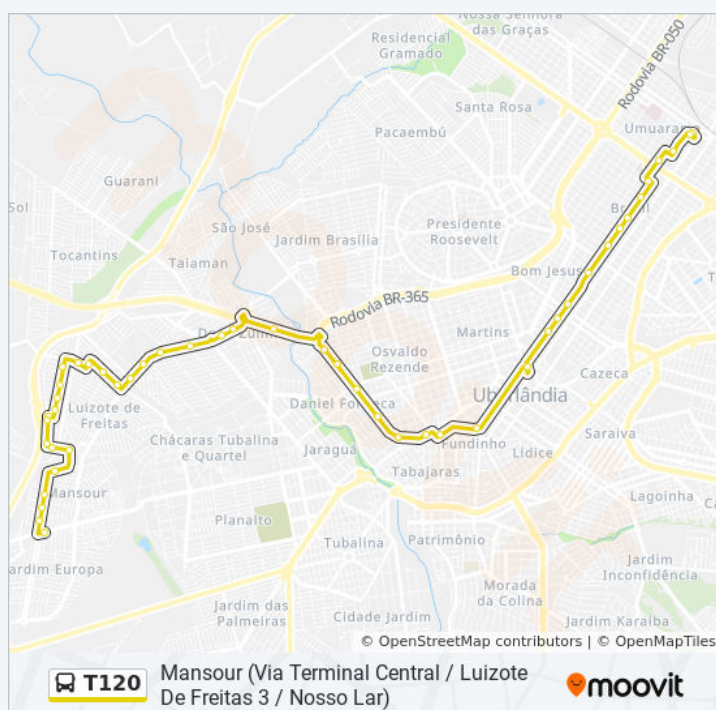 Nossa Senhora
das Graças
Residencial
Gramado
Rodovia BR-050
Santa Rosa
Pacaembú
Umuaram
Guarani
Sol
São José
Presidente
Roosevelt
Jardim Brasília
Tocantins
Taiaman
Bom Jesus
Rodovia BR-365
Martins
Osvaldo
Rezende
Cazeca
Uberlândia
Daniel Fonseca
Luizote de
Freitas
Saraiva
Chácaras Tubalina
e Quartel
Fundinho
Jaraguá
Lídice
Tabajaras
Mansour
Lagoinha
Planalto
Patrimônio
Tubalina
Jardim Europa
Jardim
Inconfidência
Morada
da Colina
Jardim das
Palmeiras
Cidade Jardim
Jardim Karaíba
© OpenStreetMap contributors | © OpenMapTiles
T120
Mansour (Via Terminal Central / Luizote
De Freitas 3 / Nosso Lar)
moovit